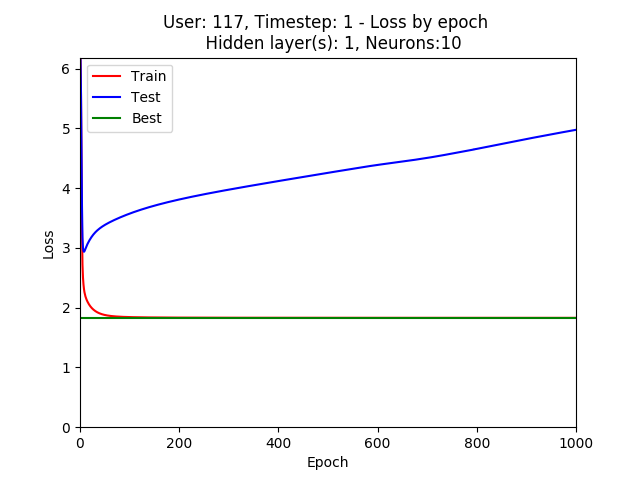 User: 117, Timestep: 1 - Loss by epoch
Hidden layer(s): 1, Neurons:10
Train
Test
Best
Loss
6
5
4
3
2
1
0
0 200 400 600 800 1000
Epoch